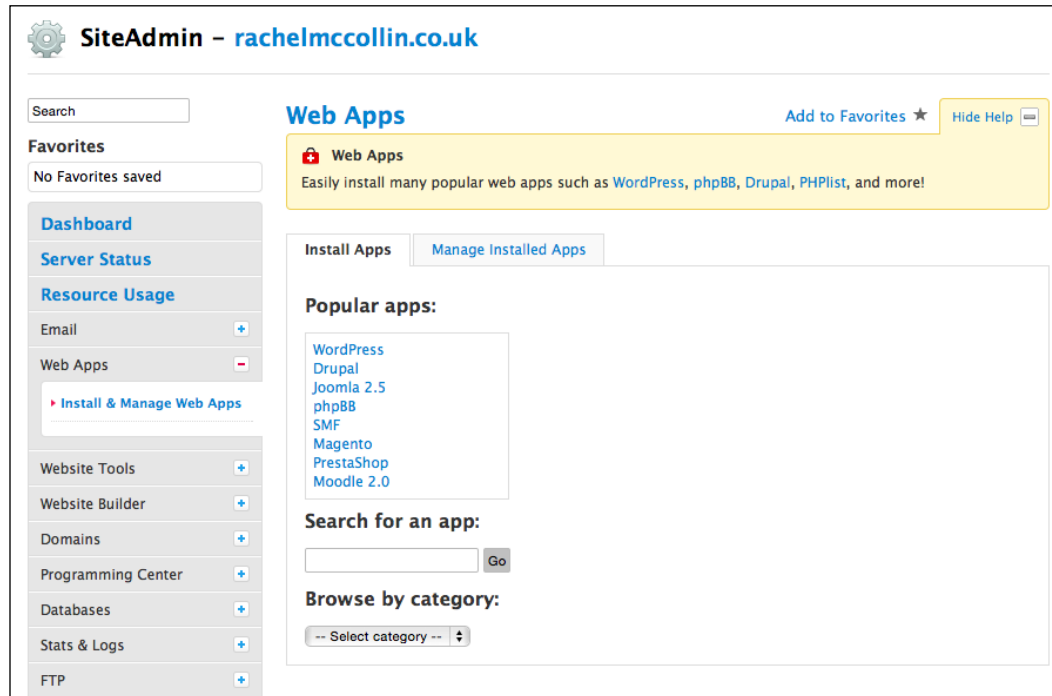 SiteAdmin – rachelmccollin.co.uk
Search
Favorites
No Favorites saved
Dashboard
Server Status
Resource Usage
Email
Web Apps
Install & Manage Web Apps
Website Tools
Website Builder
Domains
Programming Center
Databases
Stats & Logs
FTP
Web Apps
Add to Favorites ★
Hide Help
Web Apps
Easily install many popular web apps such as WordPress, phpBB, Drupal, PHPlist, and more!
Install Apps
Manage Installed Apps
Popular apps:
WordPress
Drupal
Joomla 2.5
phpBB
SMF
Magento
PrestaShop
Moodle 2.0
Search for an app:
Go
Browse by category:
-- Select category --